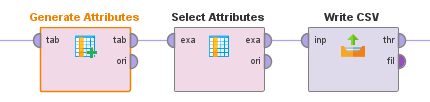 Generate Attributes
Select Attributes
Write CSV
tab
tab
exa
exa
inp
thr
ori
ori
fil